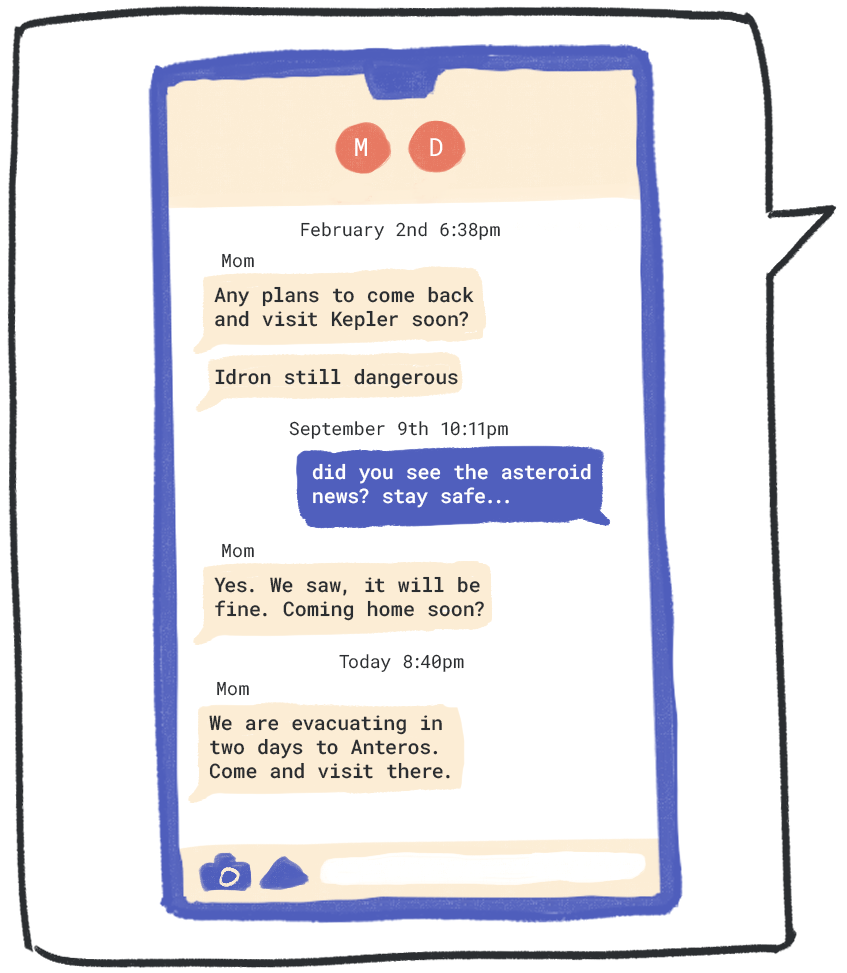 M D
February 2nd 6:38pm
Mom
Any plans to come back
and visit Kepler soon?
Idron still dangerous
September 9th 10:11pm
did you see the asteroid
news? stay safe...
Mom
Yes. We saw, it will be
fine. Coming home soon?
Today 8:40pm
Mom
We are evacuating in
two days to Anteros.
Come and visit there.